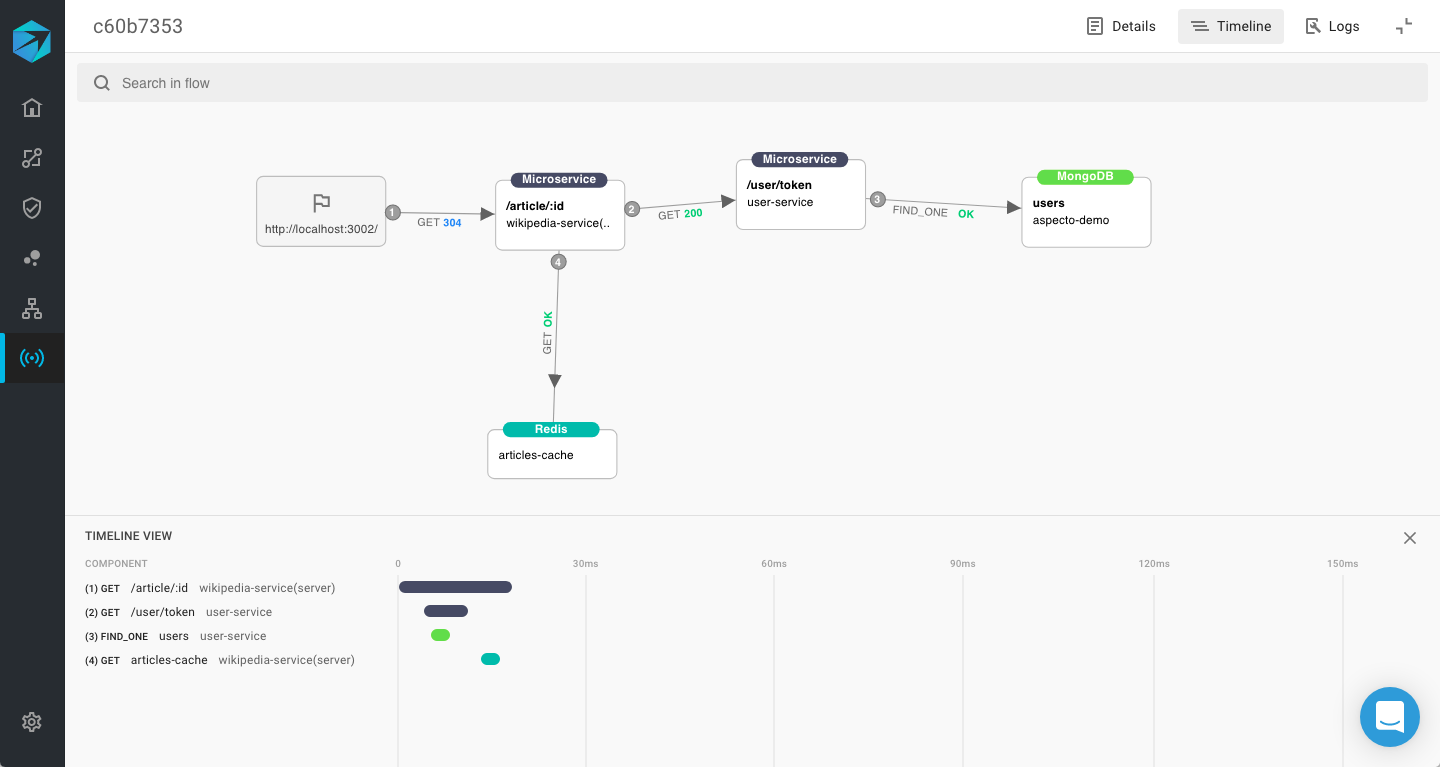 c60b7353
Details
Timeline
Logs
Search in flow
http://localhost:3002/
1
GET 304
Microservice
/article/:id
wikipedia-service(..
2
GET 200
Microservice
/user/token
user-service
3
FIND_ONE OK
MongoDB
users
aspecto-demo
4
GET OK
Redis
articles-cache
TIMELINE VIEW
COMPONENT 0 30ms 60ms 90ms 120ms 150ms
(1) GET /article/:id wikipedia-service(server)
(2) GET /user/token user-service
(3) FIND_ONE users user-service
(4) GET articles-cache wikipedia-service(server)